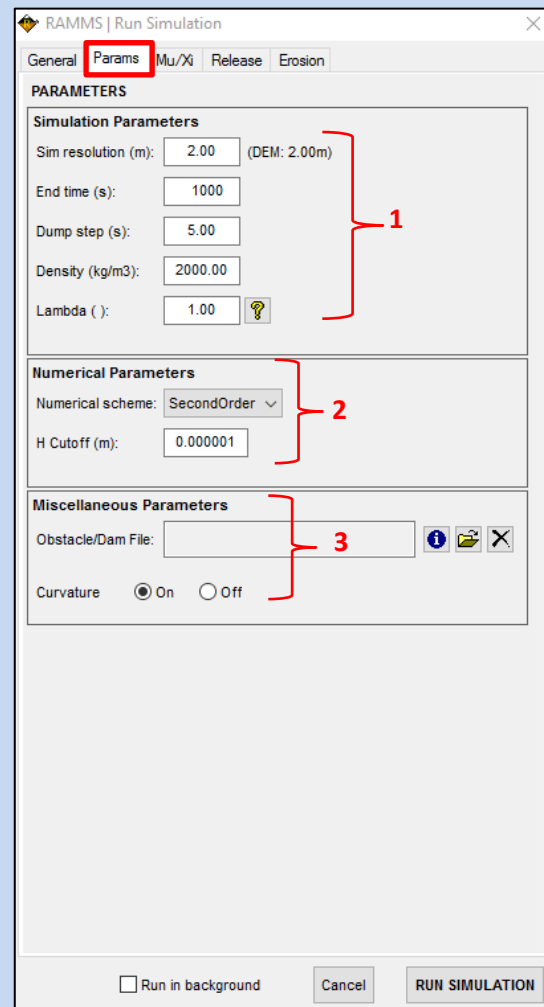 RAMMS | Run Simulation
General Params Mu/Xi Release Erosion
PARAMETERS
Simulation Parameters
Sim resolution (m): 2.00 (DEM: 2.00m)
End time (s): 1000
1
Dump step (s): 5.00
Density (kg/m3): 2000.00
Lambda ( ): 1.00 ?
Numerical Parameters
Numerical scheme: SecondOrder
2
H Cutoff (m): 0.000001
Miscellaneous Parameters
Obstacle/Dam File: 3
Curvature On Off
Run in background Cancel RUN SIMULATION